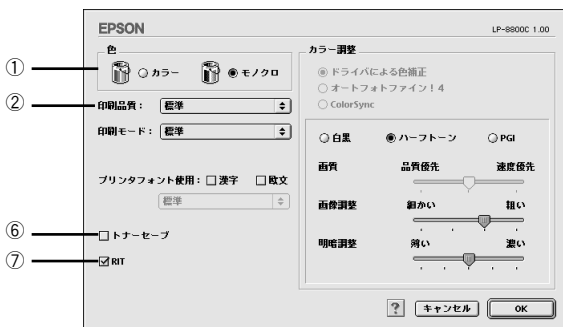 EPSON
LP-8800C 1.00
色
① カラー モノクロ
② 印刷品質： 標準
印刷モード： 標準
プリンタフォント使用： 漢字 欧文
標準
⑥ トナーセーブ
⑦ RIT
カラー調整
ドライバによる色補正
オートフォトファイン！4
ColorSync
白黒 ハーフトーン PGI
画質 品質優先 速度優先
画像調整 細かい 粗い
明暗調整 薄い 濃い
? キャンセル OK